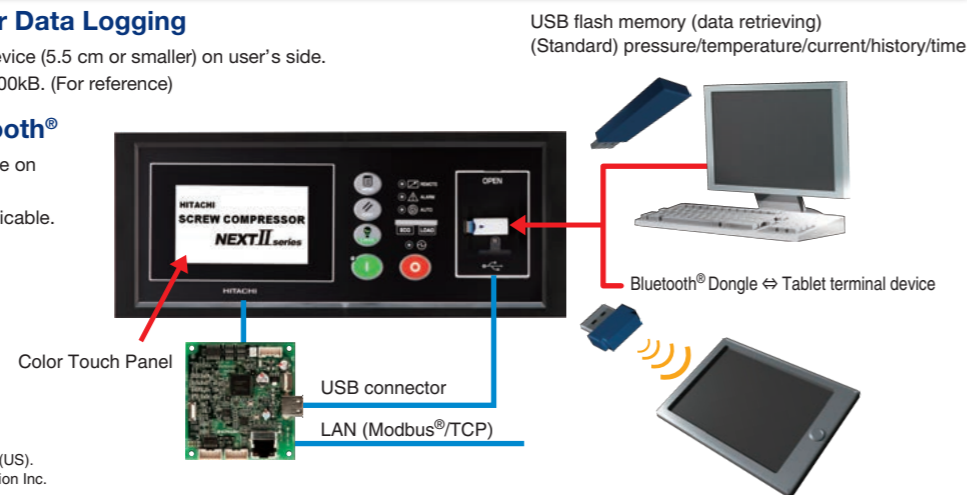 r Data Logging
evice (5.5 cm or smaller) on user's side.
00kB. (For reference)
ooth®
e on
icable.
USB flash memory (data retrieving)
(Standard) pressure/temperature/current/history/time
OPEN
REMOTE
ALARM
AUTO
ECO LOAD
HITACHI
SCREW COMPRESSOR
NEXTII series
HITACHI
Bluetooth® Dongle ⇔ Tablet terminal device
Color Touch Panel
USB connector
LAN (Modbus®/TCP)
(US).
ion Inc.